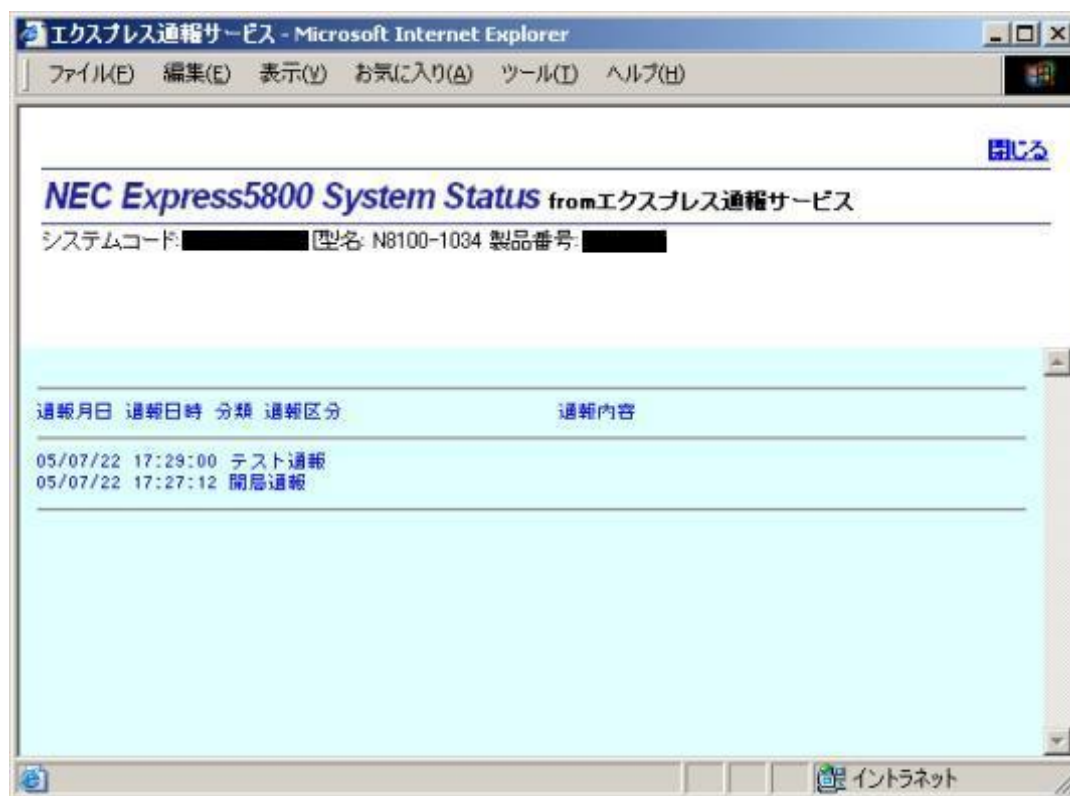 エクスプレス通報サービス - Microsoft Internet Explorer
ファイル(F) 編集(E) 表示(V) お気に入り(A) ツール(T) ヘルプ(H)
閉じる
NEC Express5800 System Status fromエクスプレス通報サービス
システムコード: 型名: N8100-1034 製品番号:
通報月日 通報日時 分類 通報区分 通報内容
05/07/22 17:29:00 テスト通報
05/07/22 17:27:12 開局通報
イントラネット